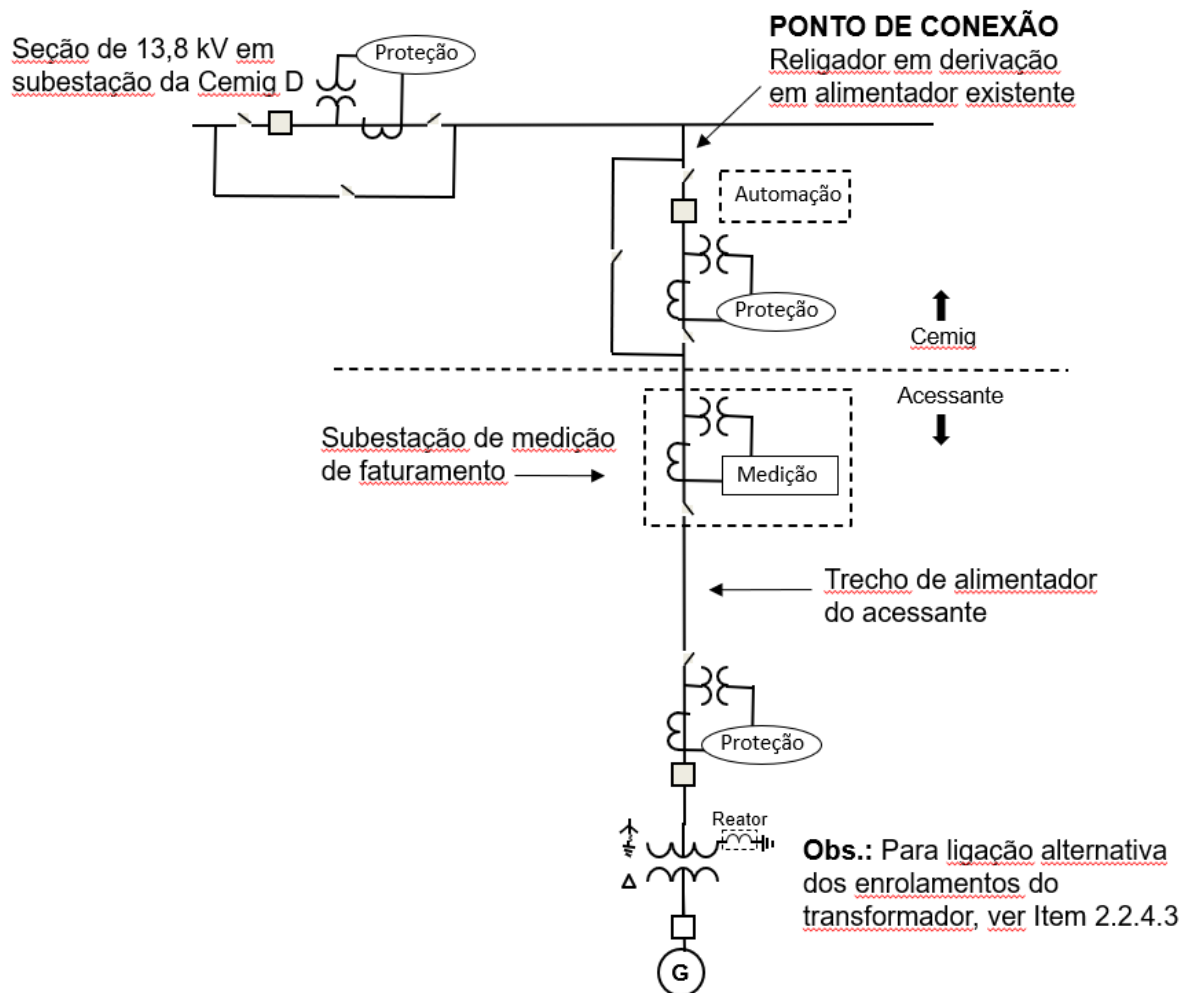 PONTO DE CONEXÃO
Religador em derivação
em alimentador existente
Seção de 13,8 kV em
subestação da Cemig D
Proteção
Automação
Proteção
Cemig
Acessante
Subestação de medição
de faturamento
Medição
Trecho de alimentador
do acessante
Proteção
Reator
Δ
Obs.: Para ligação alternativa
dos enrolamentos do
transformador, ver Item 2.2.4.3
G